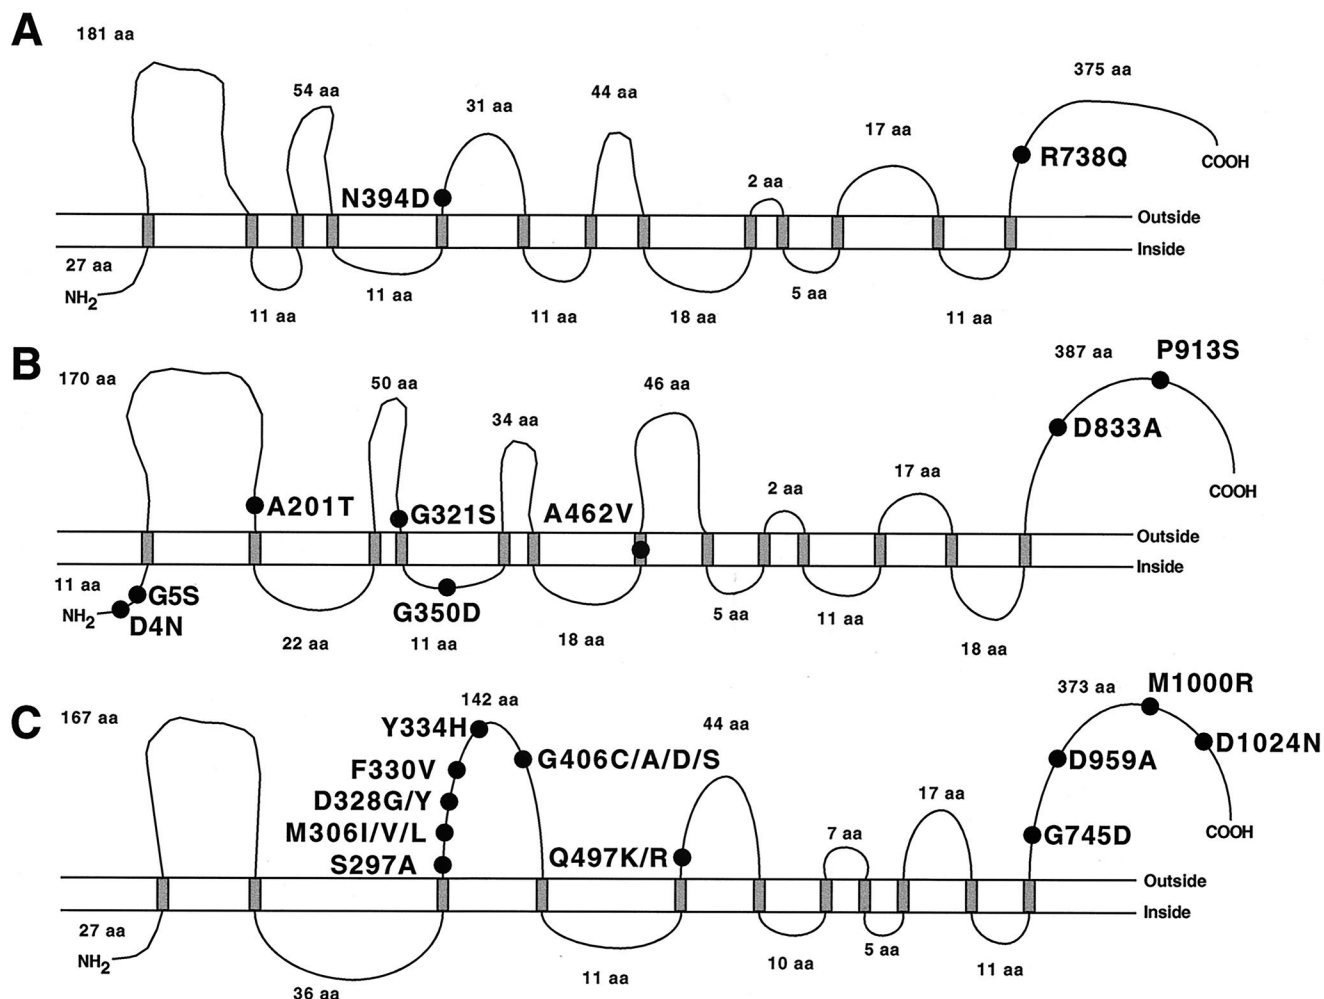 A
181 aa
54 aa
31 aa
44 aa
17 aa
375 aa
2 aa
N394D
R738Q
COOH
Outside
Inside
27 aa
NH2
11 aa
11 aa
11 aa
18 aa
5 aa
11 aa
B
170 aa
50 aa
34 aa
46 aa
2 aa
17 aa
387 aa
P913S
D833A
COOH
A201T
G321S
A462V
Outside
Inside
11 aa
NH2
G5S
D4N
G350D
22 aa
11 aa
18 aa
5 aa
11 aa
18 aa
C
167 aa
142 aa
44 aa
7 aa
17 aa
373 aa
M1000R
D1024N
D959A
G745D
COOH
Y334H
F330V
D328G/Y
M306I/V/L
S297A
G406C/A/D/S
Q497K/R
Outside
Inside
27 aa
NH2
36 aa
11 aa
10 aa
5 aa
11 aa